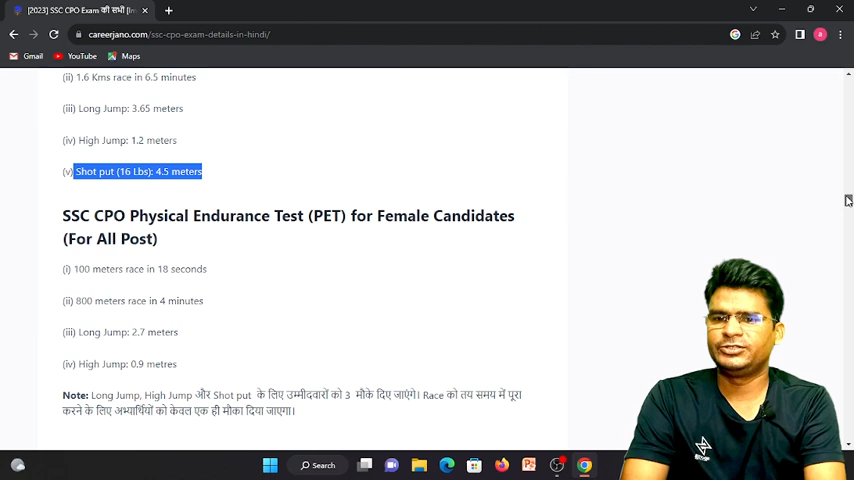 [2023] SSC CPO Exam की सभी [Im
careerjano.com/ssc-cpo-exam-details-in-hindi/
a
Gmail
YouTube
Maps
(ii) 1.6 Kms race in 6.5 minutes
(iii) Long Jump: 3.65 meters
(iv) High Jump: 1.2 meters
(v) Shot put (16 Lbs): 4.5 meters
SSC CPO Physical Endurance Test (PET) for Female Candidates
(For All Post)
(i) 100 meters race in 18 seconds
(ii) 800 meters race in 4 minutes
(iii) Long Jump: 2.7 meters
(iv) High Jump: 0.9 metres
Note: Long Jump, High Jump और Shot put के लिए उम्मीदवारों को 3 मौके दिए जाएंगे। Race को तय समय में पूरा
करने के लिए अभ्यार्थियों को केवल एक ही मौका दिया जाएगा।
Search